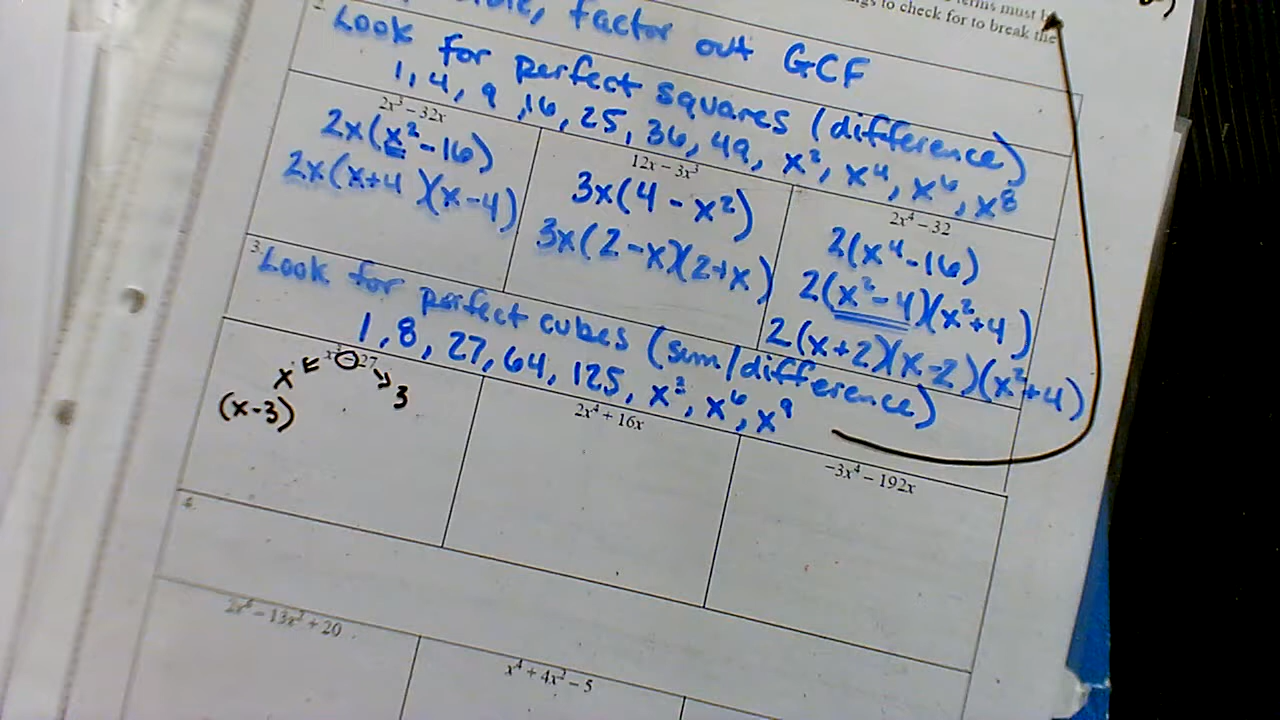 terms must
to check for to break the
factor out GCF
2.
Look for perfect squares (difference)
1, 4, 9, 16, 25, 36, 49, x², x⁴, x⁶, x⁸
2x³ – 32x
2x(x²-16)
2x(x+4)(x-4)
12x – 3x³
3x(4-x²)
3x(2-x)(2+x)
2x⁴ – 32
2(x⁴-16)
2(x²-4)(x²+4)
2(x+2)(x-2)(x²+4)
3.
Look for perfect cubes (sum/difference)
1, 8, 27, 64, 125, x³, x⁶, x⁹
x³ – 27
x
3
(x-3)
2x⁴ + 16x
–3x⁴ – 192x
4.
– 13x² + 20
x⁴ + 4x² – 5